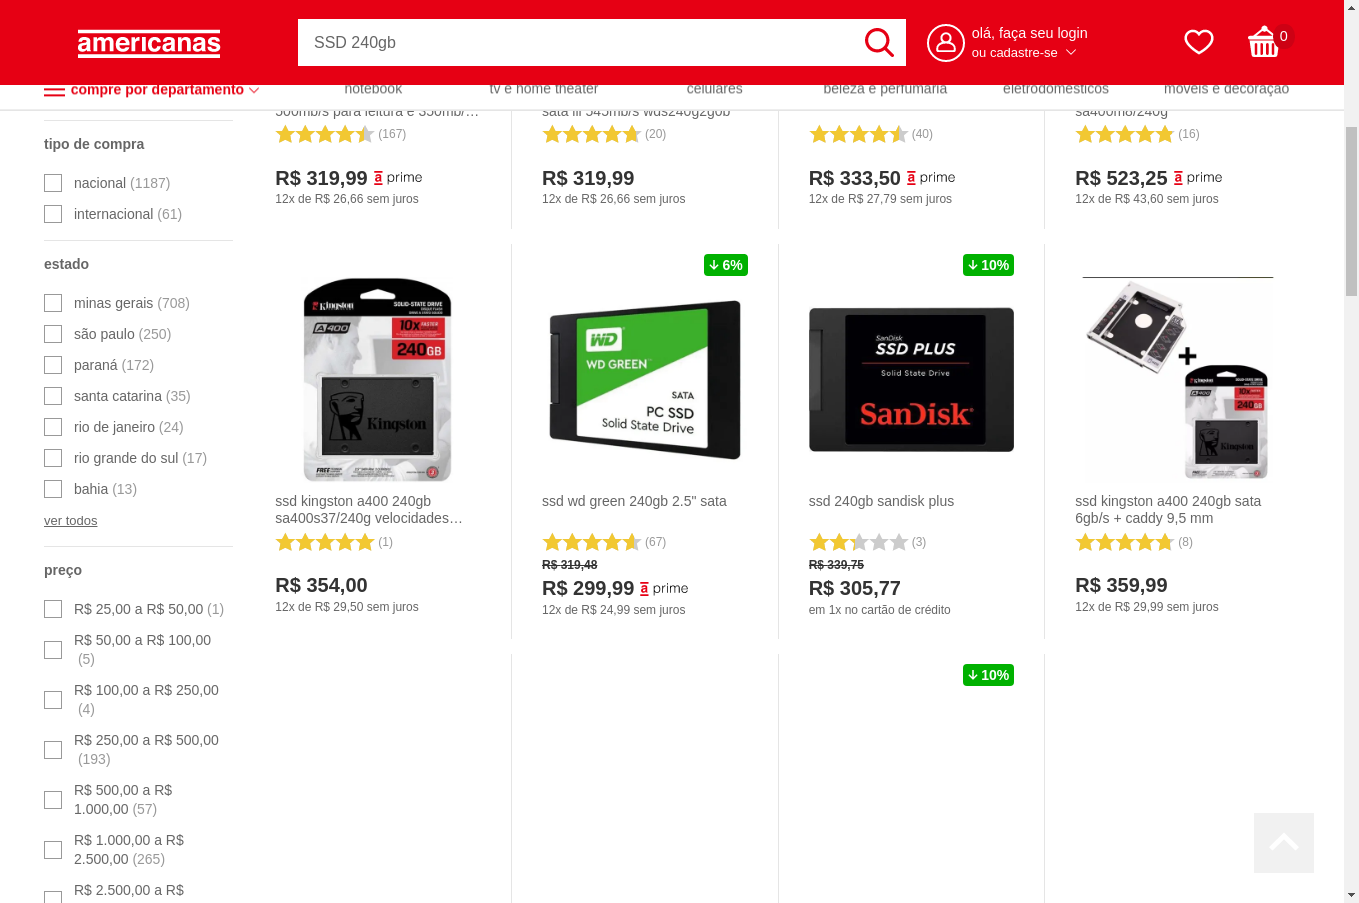 americanas
SSD 240gb
olá, faça seu login
ou cadastre-se
0
compre por departamento
notebook
tv e home theater
celulares
beleza e perfumaria
eletrodomésticos
móveis e decoração
500mb/s para leitura e 350mb/…
(167)
R$ 319,99 a prime
12x de R$ 26,66 sem juros
sata iii 545mb/s wds240g2g0b
(20)
R$ 319,99
12x de R$ 26,66 sem juros
(40)
R$ 333,50 a prime
12x de R$ 27,79 sem juros
sa400m8/240g
(16)
R$ 523,25 a prime
12x de R$ 43,60 sem juros
tipo de compra
nacional (1187)
internacional (61)
estado
minas gerais (708)
são paulo (250)
paraná (172)
santa catarina (35)
rio de janeiro (24)
rio grande do sul (17)
bahia (13)
ver todos
preço
R$ 25,00 a R$ 50,00 (1)
R$ 50,00 a R$ 100,00
(5)
R$ 100,00 a R$ 250,00
(4)
R$ 250,00 a R$ 500,00
(193)
R$ 500,00 a R$
1.000,00 (57)
R$ 1.000,00 a R$
2.500,00 (265)
R$ 2.500,00 a R$
Kingston
SOLID-STATE DRIVE
A400
10x
240GB
Kingston
FREE
ssd kingston a400 240gb
sa400s37/240g velocidades…
(1)
R$ 354,00
12x de R$ 29,50 sem juros
6%
WD
WD GREEN
SATA
PC SSD
Solid State Drive
ssd wd green 240gb 2.5" sata
(67)
R$ 319,48
R$ 299,99 a prime
12x de R$ 24,99 sem juros
10%
SanDisk
SSD PLUS
Solid State Drive
SanDisk
ssd 240gb sandisk plus
(3)
R$ 339,75
R$ 305,77
em 1x no cartão de crédito
Kingston
A400
10x
240GB
Kingston
ssd kingston a400 240gb sata
6gb/s + caddy 9,5 mm
(8)
R$ 359,99
12x de R$ 29,99 sem juros
10%